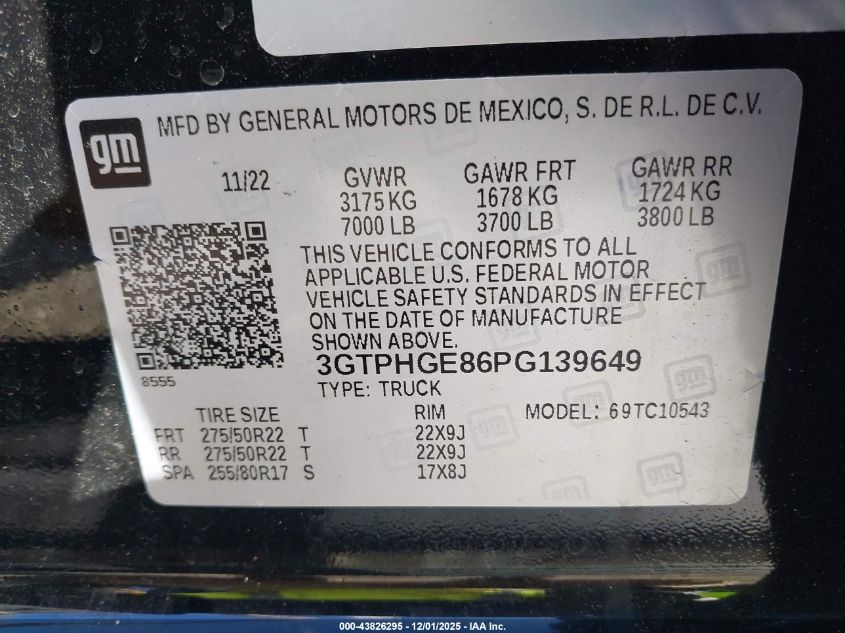 gm
MFD BY GENERAL MOTORS DE MEXICO, S. DE R.L. DE C.V.
11/22 GVWR GAWR FRT GAWR RR
3175 KG 1678 KG 1724 KG
7000 LB 3700 LB 3800 LB
THIS VEHICLE CONFORMS TO ALL
APPLICABLE U.S. FEDERAL MOTOR
VEHICLE SAFETY STANDARDS IN EFFECT
ON THE DATE OF MANUFACTURE
SHOWN ABOVE.
3GTPHGE86PG139649
8555
TYPE: TRUCK
TIRE SIZE RIM MODEL: 69TC10543
FRT 275/50R22 T 22X9J
RR 275/50R22 T 22X9J
SPA 255/80R17 S 17X8J
000-43826295 - 12/01/2025 - IAA Inc.